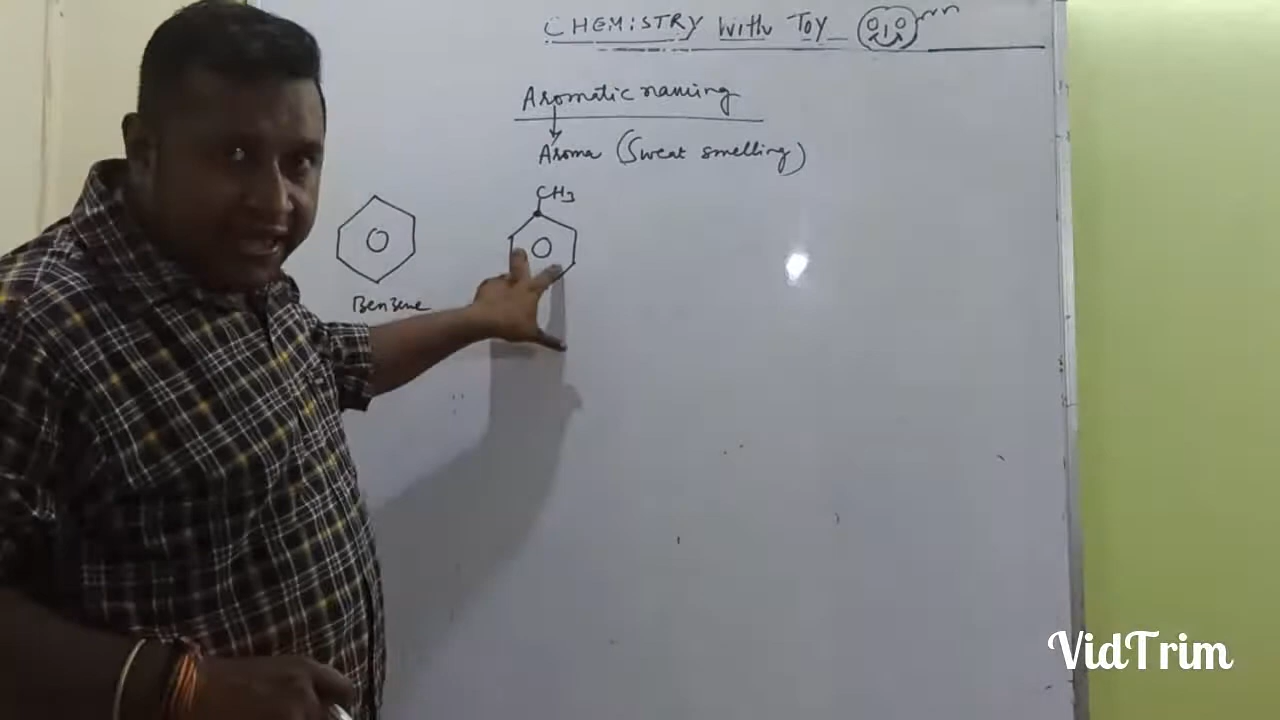 CHEMISTRY with Toy
Aromatic naming
Aroma (Sweat smelling)
CH3
Benzene
VidTrim